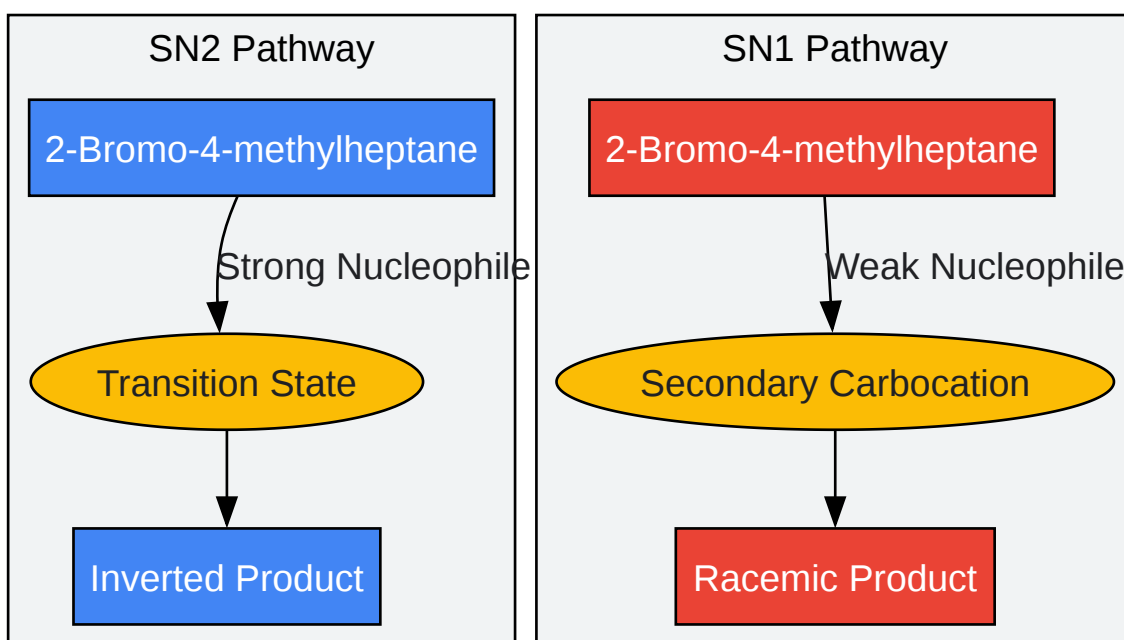 SN2 Pathway
2-Bromo-4-methylheptane
Strong Nucleophile
Transition State
Inverted Product
SN1 Pathway
2-Bromo-4-methylheptane
Weak Nucleophile
Secondary Carbocation
Racemic Product